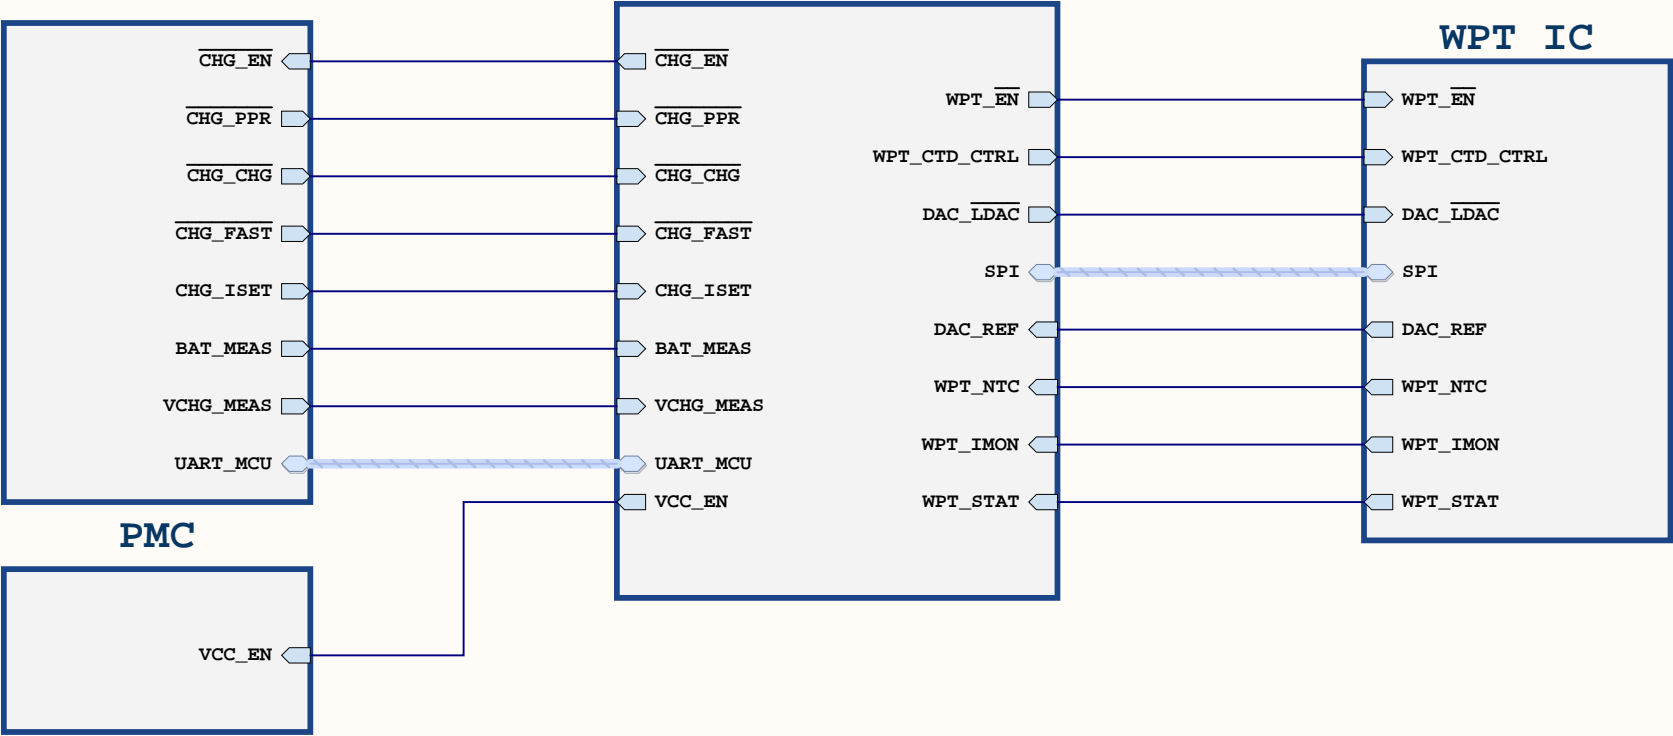 WPT IC
CHG_EN
CHG_PPR
CHG_CHG
CHG_FAST
CHG_ISET
BAT_MEAS
VCHG_MEAS
UART_MCU
CHG_EN
CHG_PPR
CHG_CHG
CHG_FAST
CHG_ISET
BAT_MEAS
VCHG_MEAS
UART_MCU
VCC_EN
WPT_EN
WPT_CTD_CTRL
DAC_LDAC
SPI
DAC_REF
WPT_NTC
WPT_IMON
WPT_STAT
WPT_EN
WPT_CTD_CTRL
DAC_LDAC
SPI
DAC_REF
WPT_NTC
WPT_IMON
WPT_STAT
PMC
VCC_EN